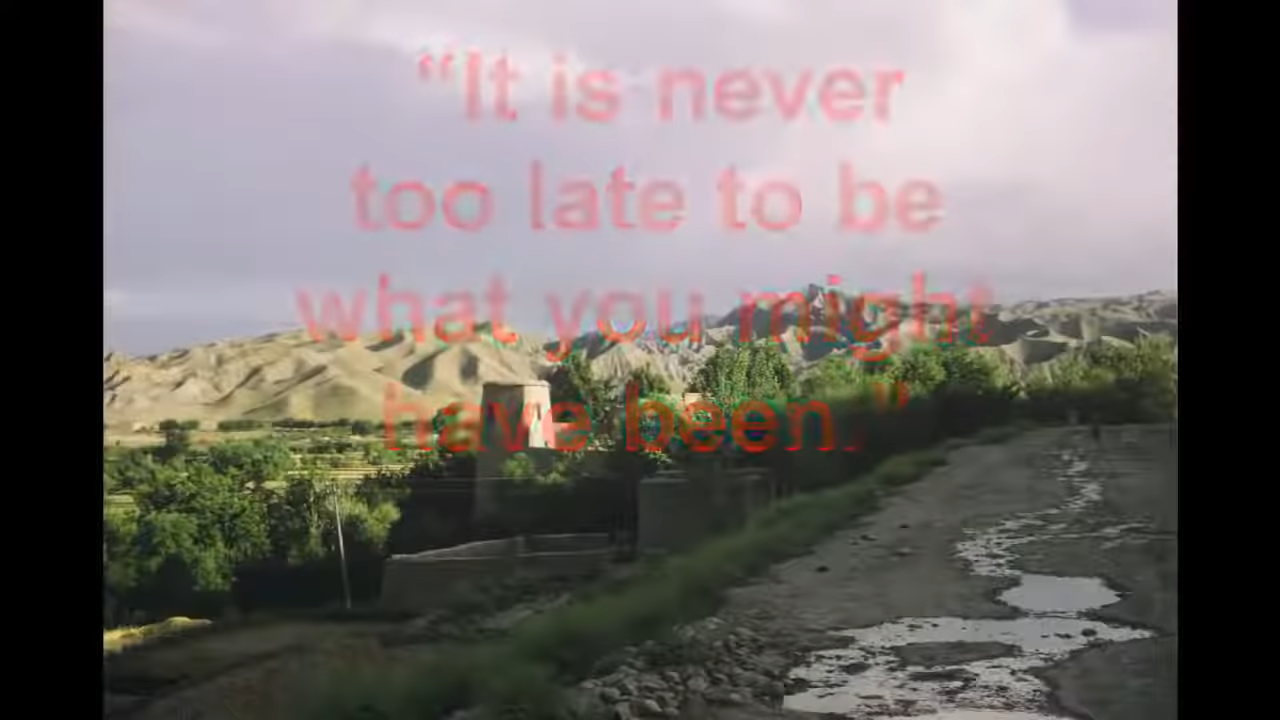 “It is never
too late to be
what you might
have been.”